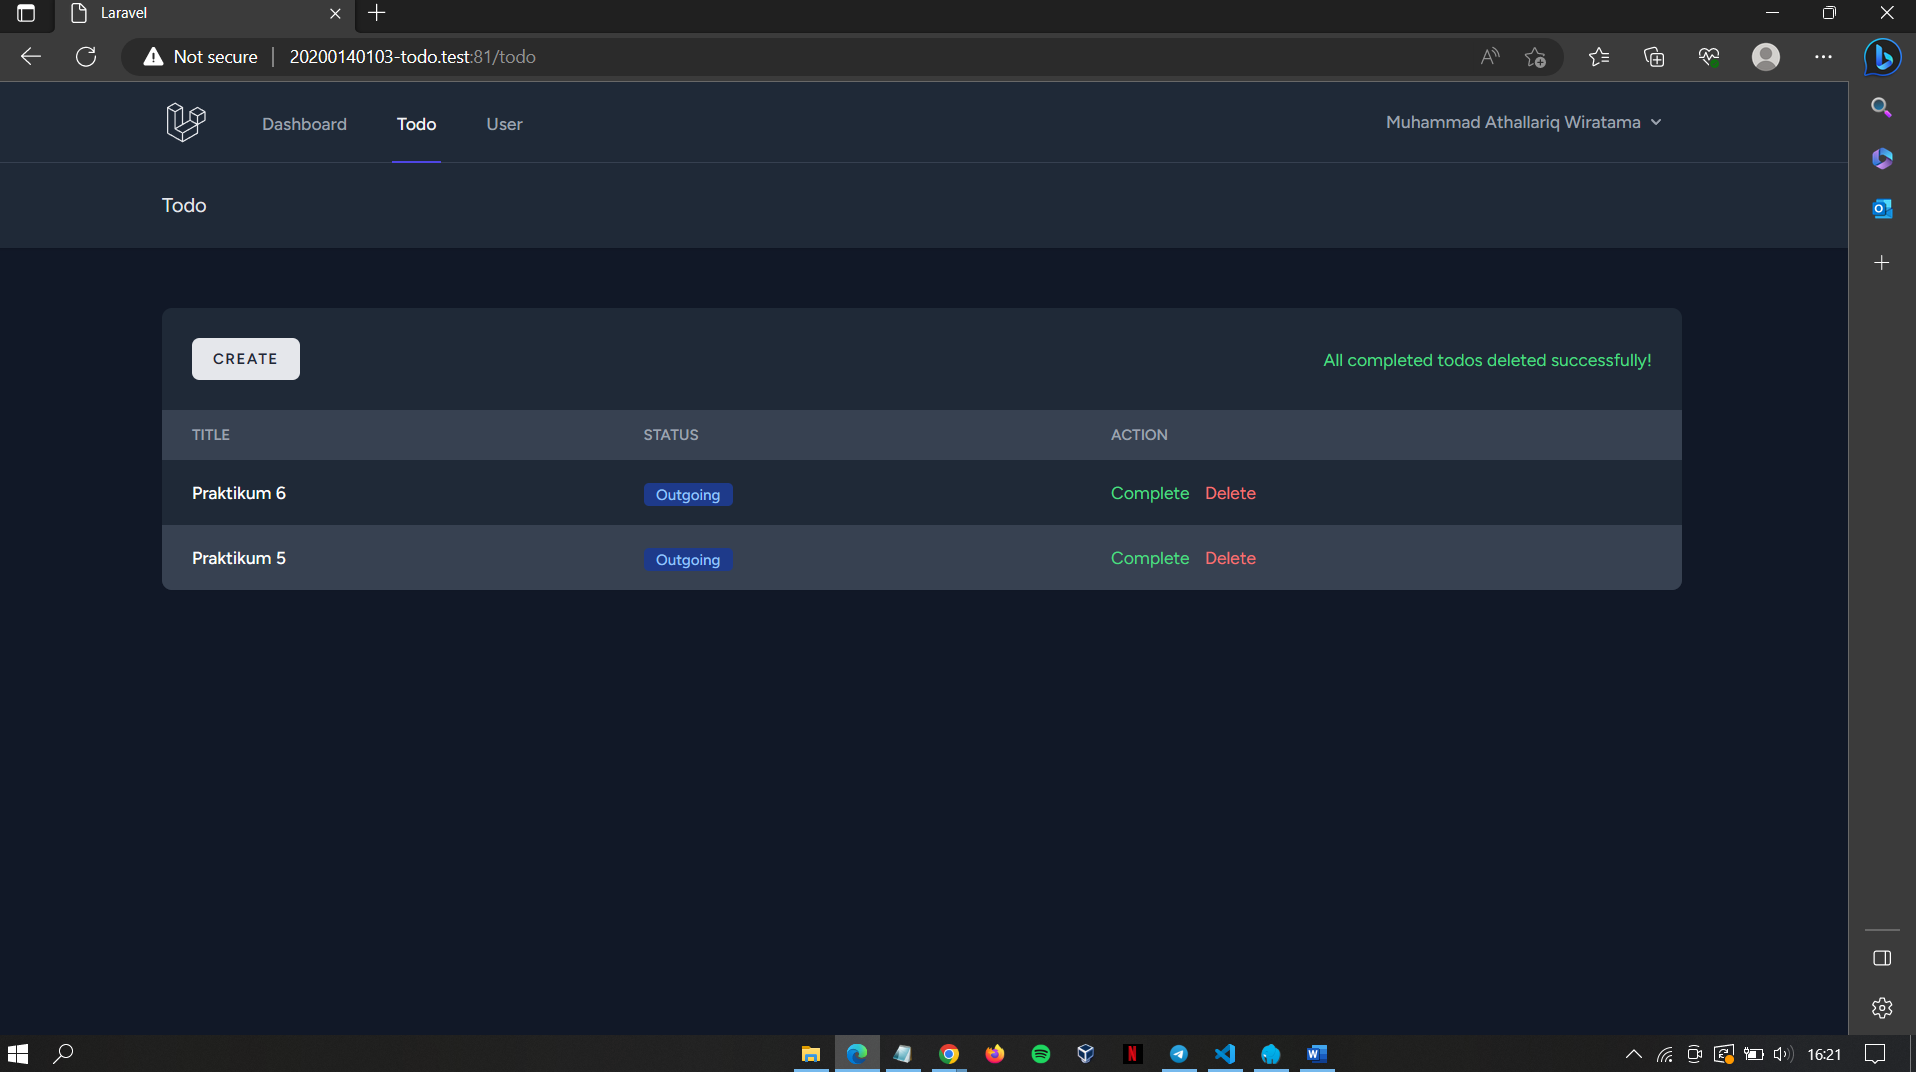 Laravel
Not secure
20200140103-todo.test:81/todo
Dashboard
Todo
User
Muhammad Athallariq Wiratama
Todo
CREATE
All completed todos deleted successfully!
TITLE STATUS ACTION
Praktikum 6 Outgoing Complete Delete
Praktikum 5 Outgoing Complete Delete
16:21